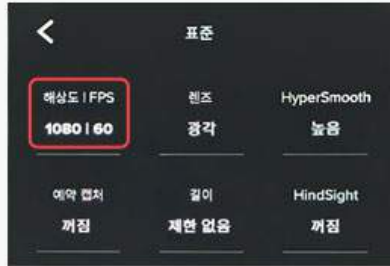 표준
해상도 | FPS
렌즈
HyperSmooth
1080 | 60
광각
높음
예약 캡처
길이
HindSight
꺼짐
제한 없음
꺼짐